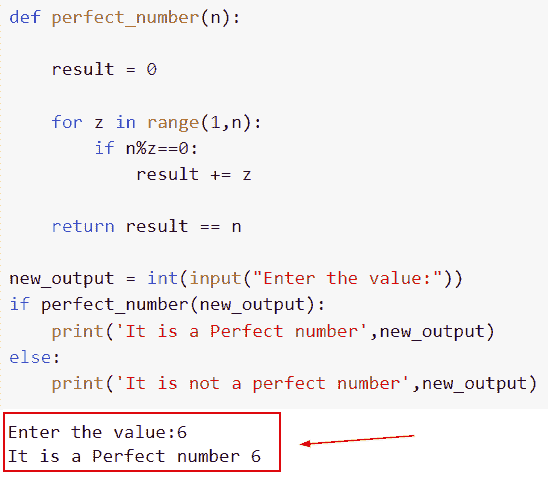 def perfect_number(n):
    result = 0
    for z in range(1,n):
        if n%z==0:
            result += z
    return result == n
new_output = int(input("Enter the value:"))
if perfect_number(new_output):
    print('It is a Perfect number',new_output)
else:
    print('It is not a perfect number',new_output)
Enter the value:6
It is a Perfect number 6